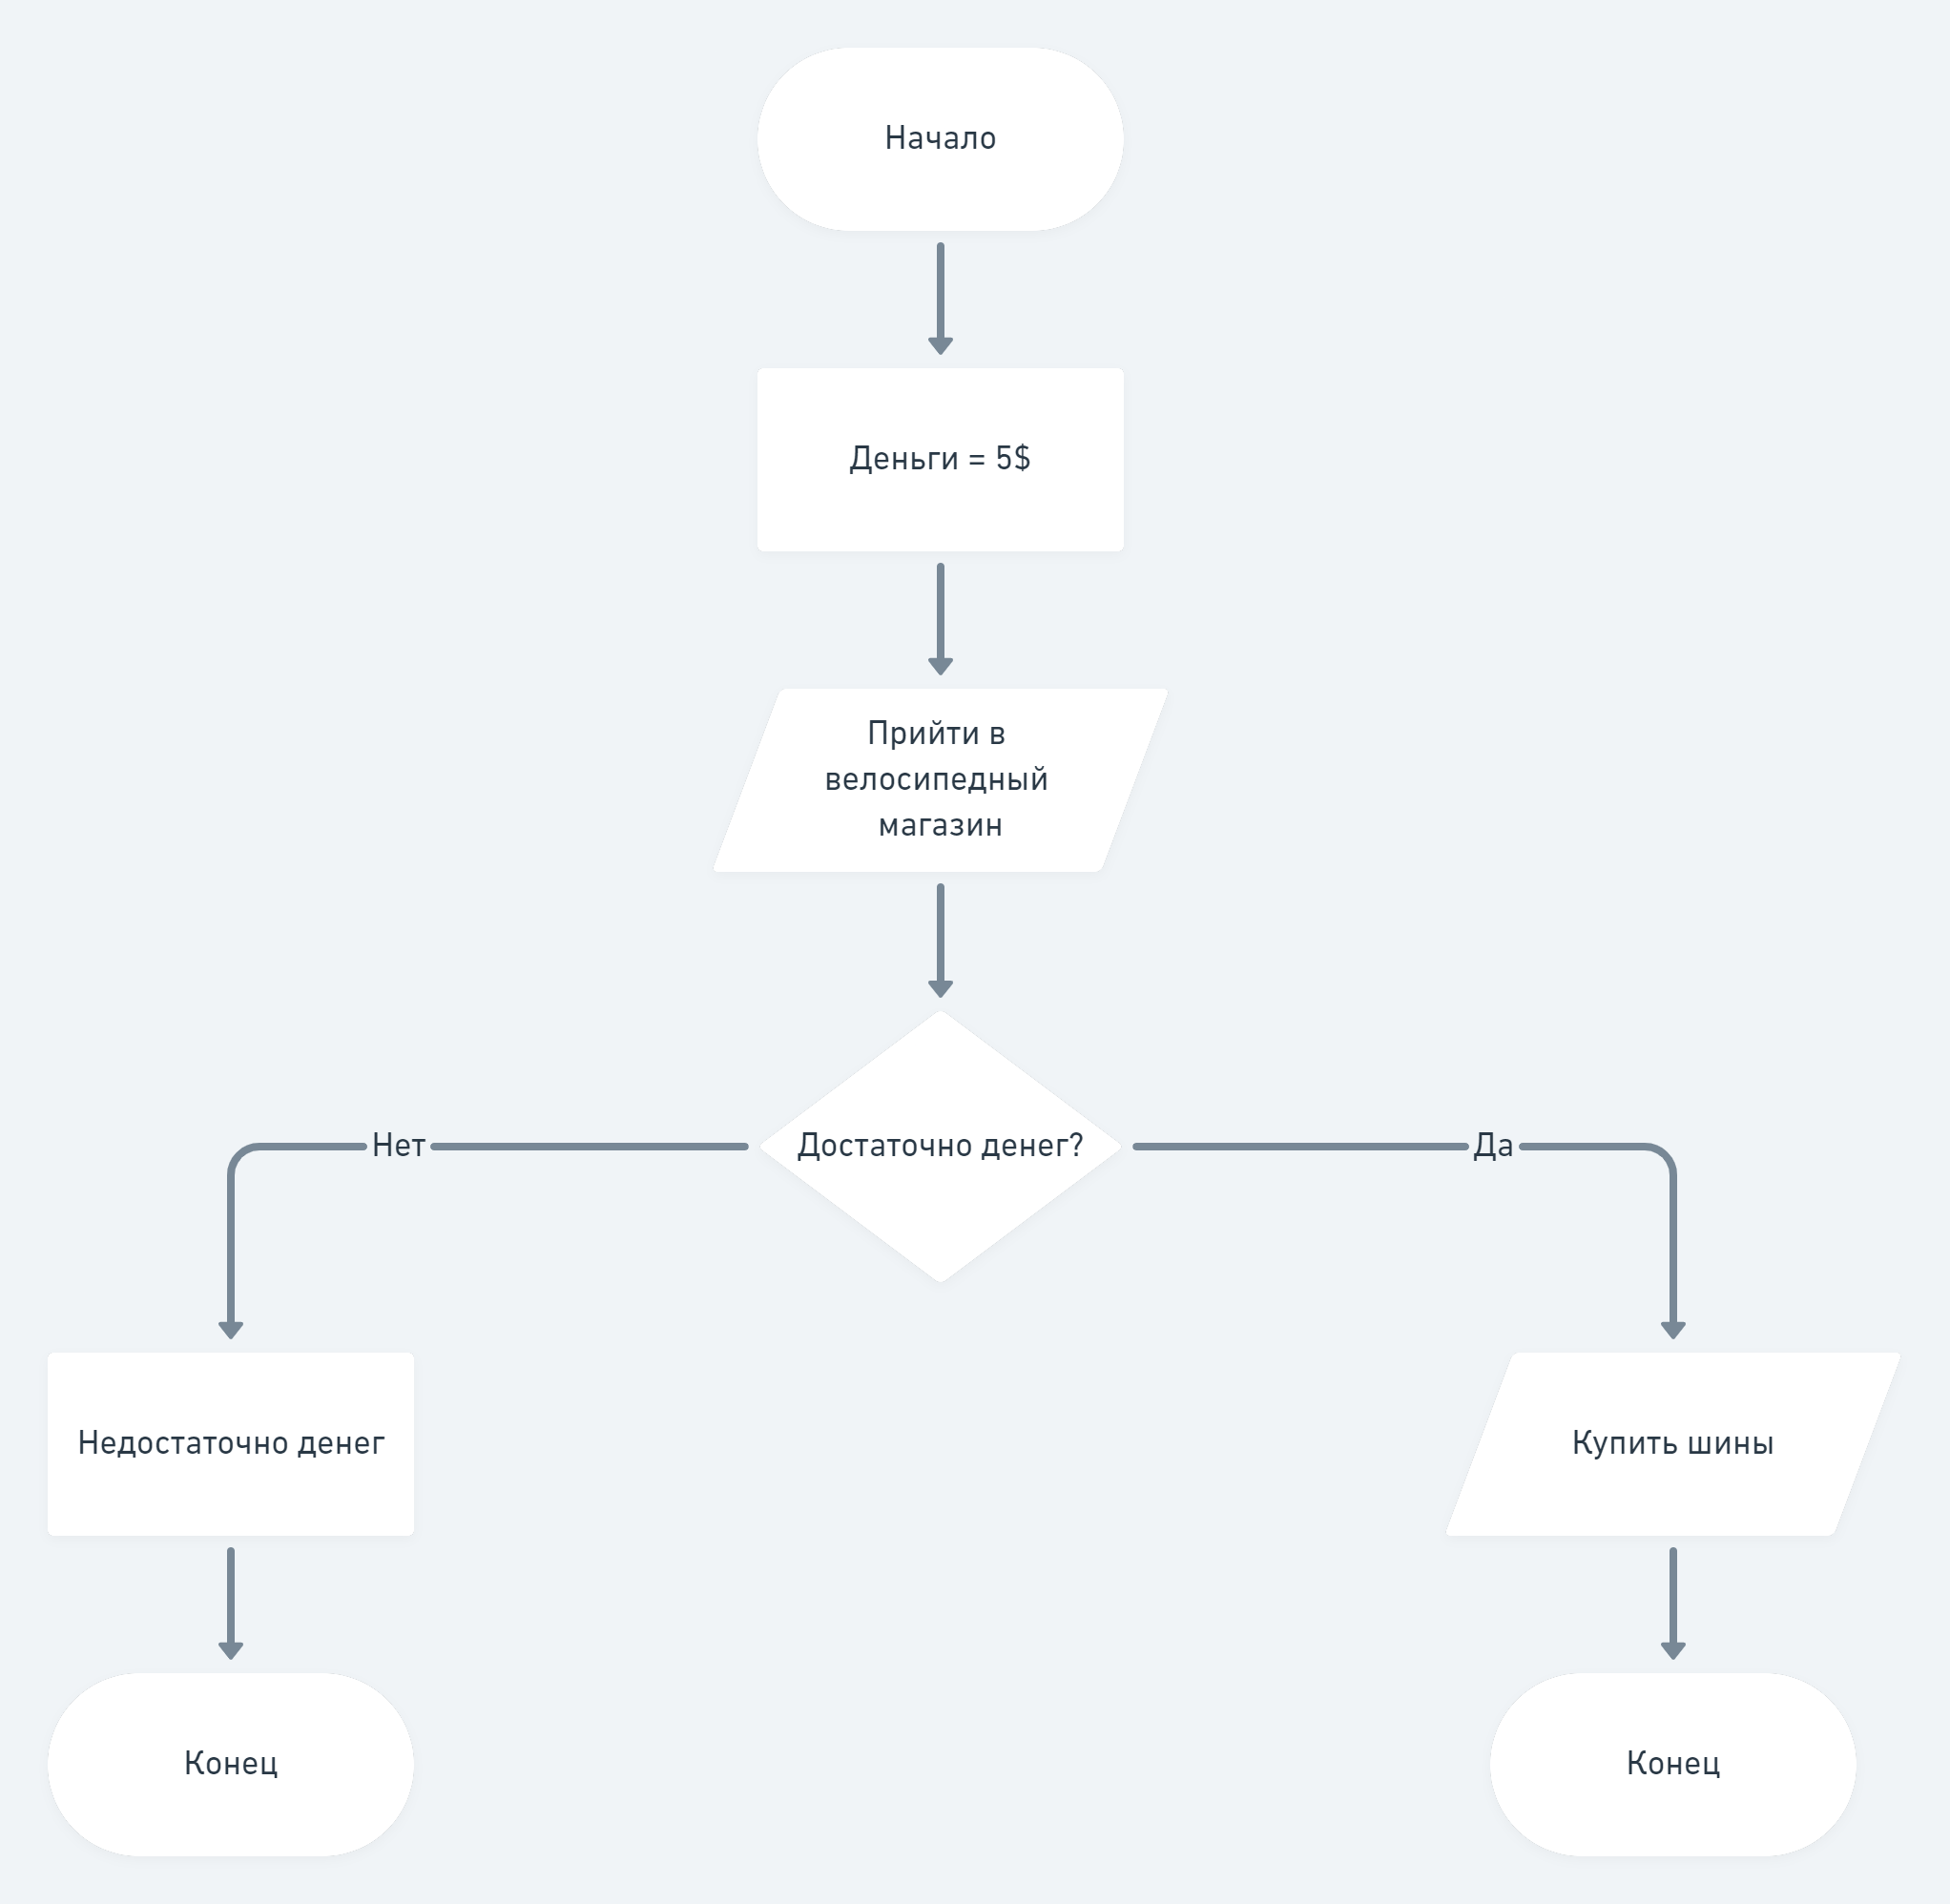 Начало
Деньги = 5$
Прийти в
велосипедный
магазин
Достаточно денег?
Нет
Да
Недостаточно денег
Купить шины
Конец
Конец